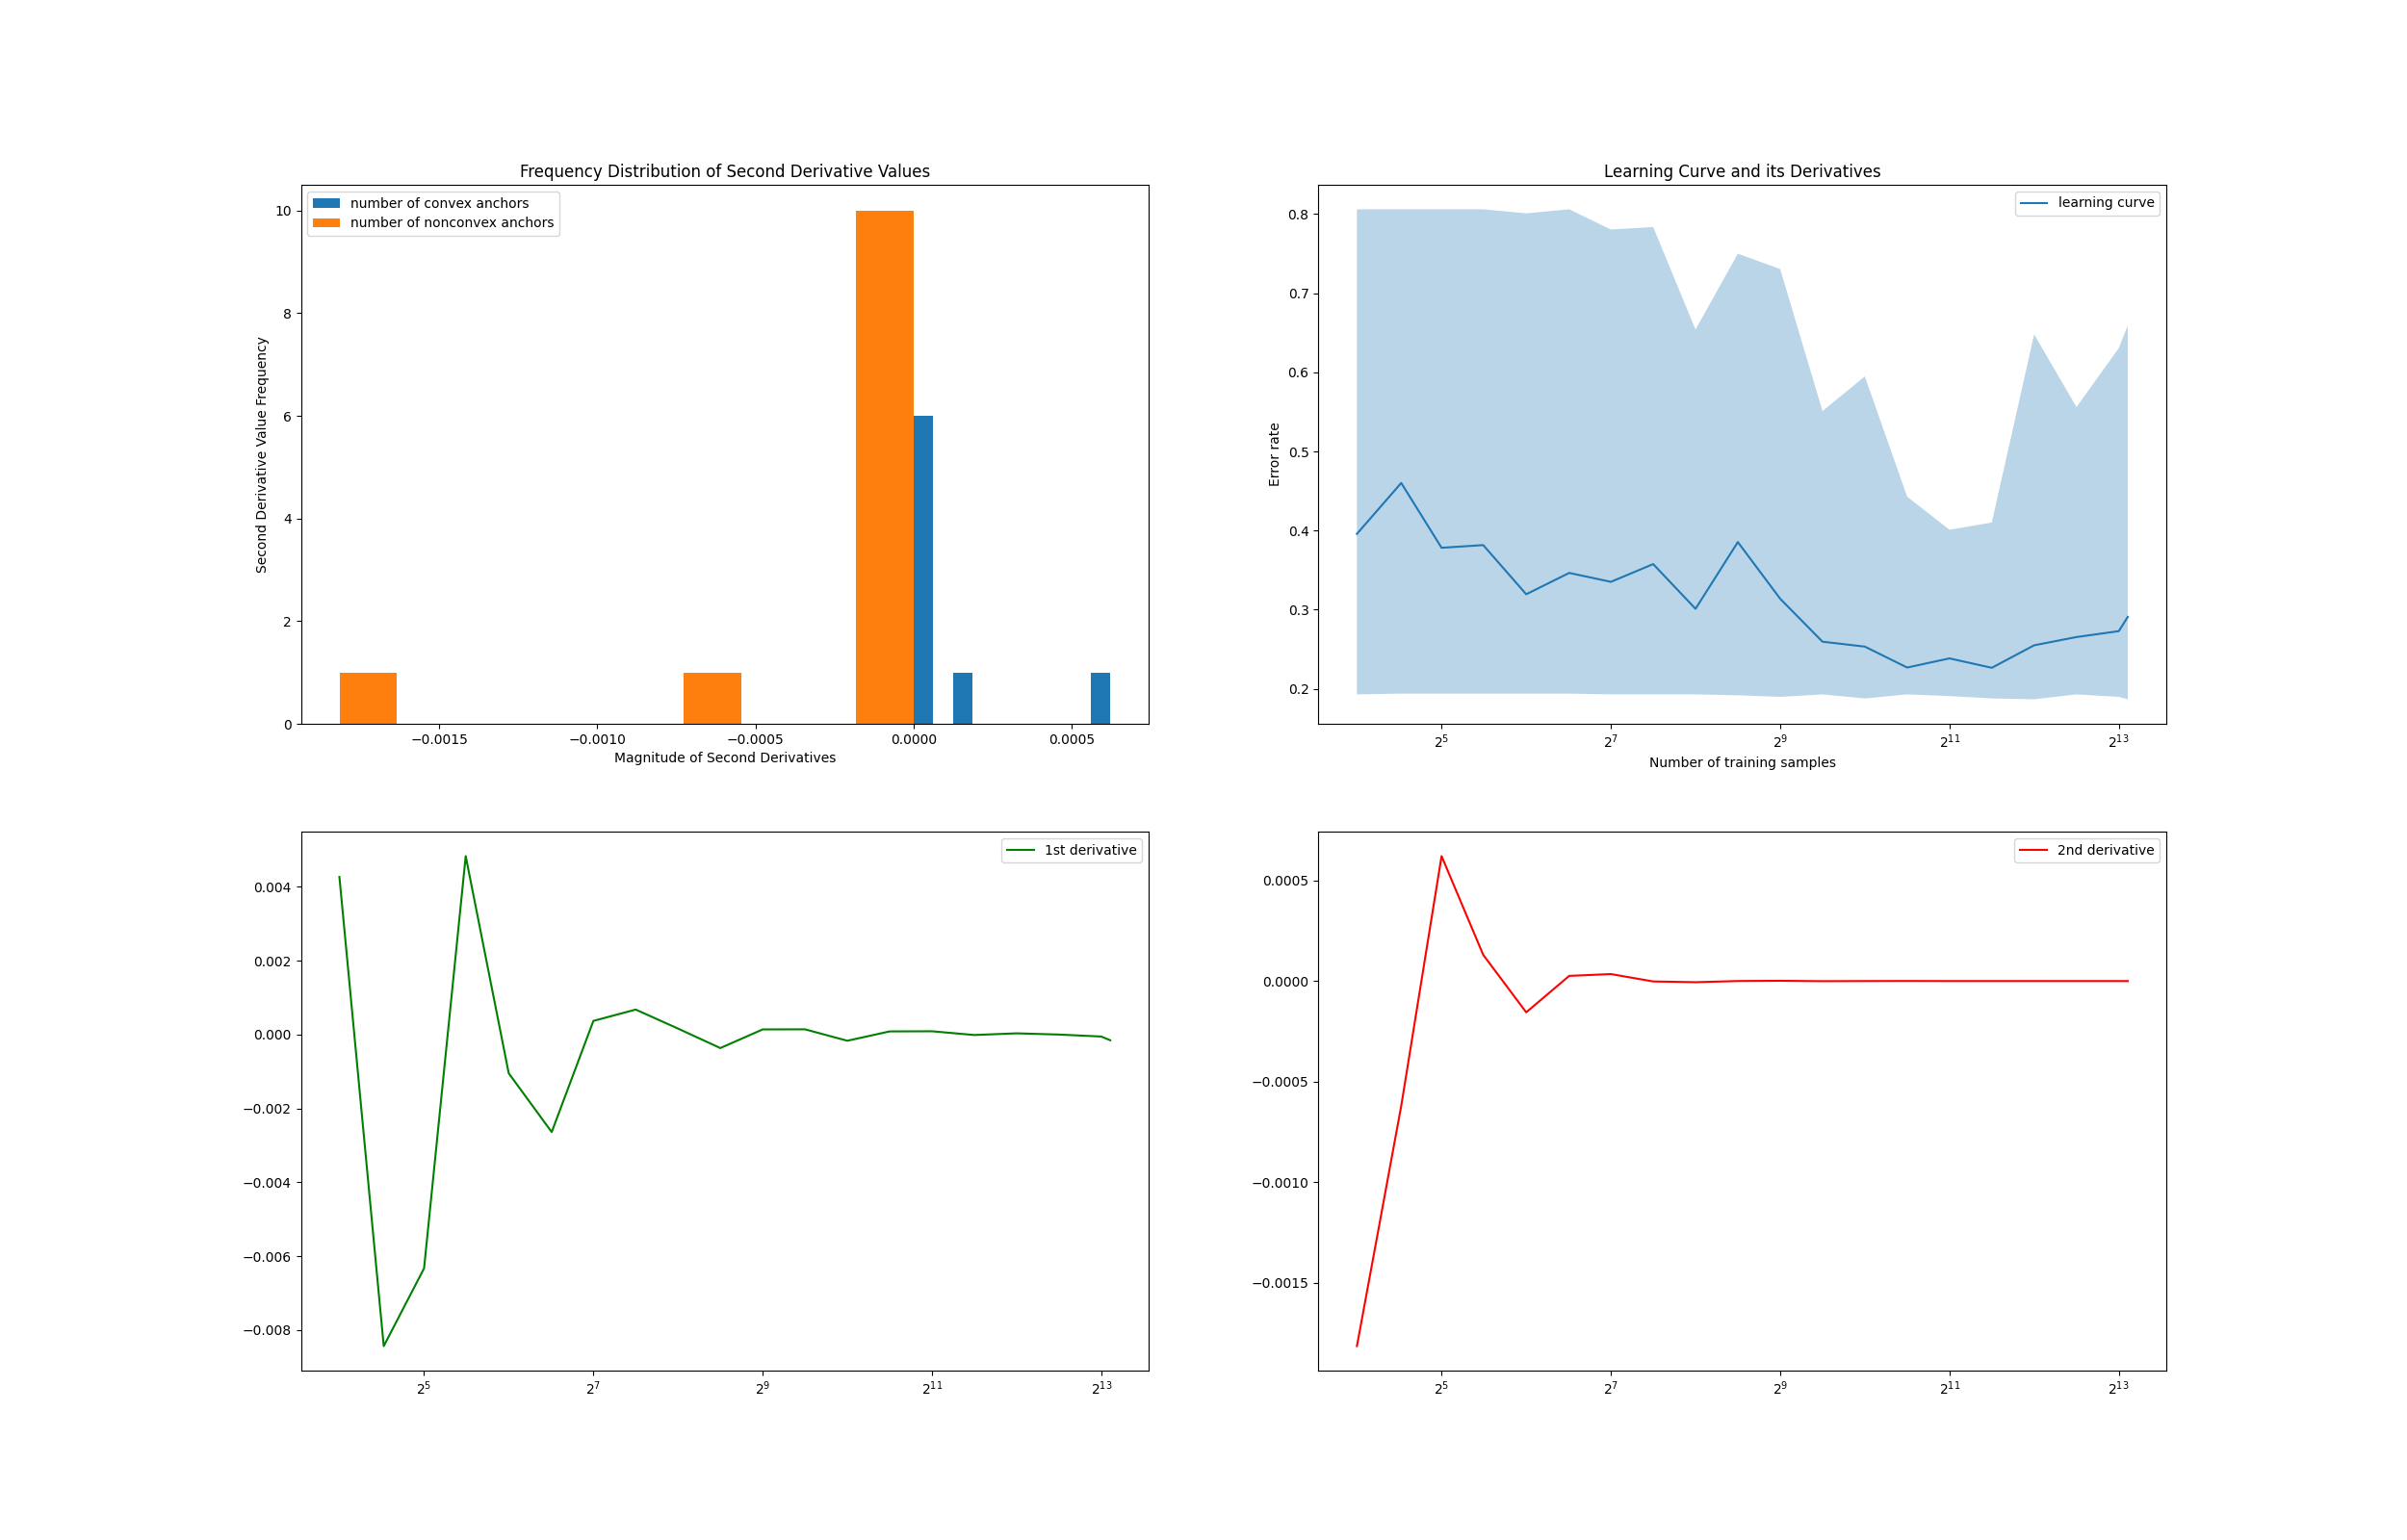 Frequency Distribution of Second Derivative Values
number of convex anchors
number of nonconvex anchors
Second Derivative Value Frequency
10
8
6
4
2
0
−0.0015 −0.0010 −0.0005 0.0000 0.0005
Magnitude of Second Derivatives
Learning Curve and its Derivatives
learning curve
Error rate
0.8
0.7
0.6
0.5
0.4
0.3
0.2
2^5 2^7 2^9 2^11 2^13
Number of training samples
1st derivative
0.004
0.002
0.000
−0.002
−0.004
−0.006
−0.008
2^5 2^7 2^9 2^11 2^13
2nd derivative
0.0005
0.0000
−0.0005
−0.0010
−0.0015
2^5 2^7 2^9 2^11 2^13